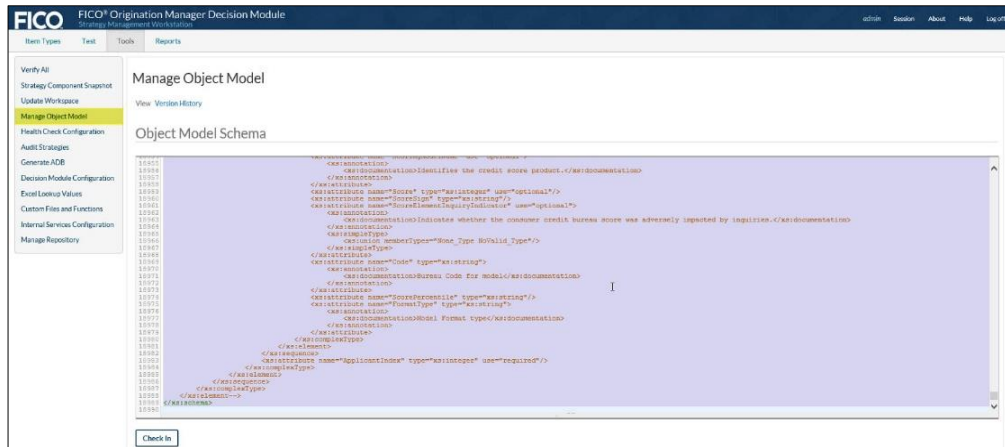 FICO
FICO® Origination Manager Decision Module
Strategy Management Workstation
admin Session About Help Log off
Item Types Test Tools Reports
Verify All
Strategy Component Snapshot
Update Workspace
Manage Object Model
Health Check Configuration
Audit Strategies
Generate ADB
Decision Module Configuration
Excel Lookup Values
Custom Files and Functions
Internal Services Configuration
Manage Repository
Manage Object Model
View Version History
Object Model Schema
<xs:annotation>
<xs:documentation>Identifies the credit score product.</xs:documentation>
</xs:annotation>
</xs:attribute>
<xs:attribute name="Score" type="xs:integer" use="optional"/>
<xs:attribute name="ScoreSign" type="xs:string"/>
<xs:attribute name="ScoreElementInquiryIndicator" use="optional">
<xs:annotation>
<xs:documentation>Indicates whether the consumer credit bureau score was adversely impacted by inquiries.</xs:documentation>
</xs:annotation>
<xs:simpleType>
<xs:union memberTypes="None_Type NoValid_Type"/>
</xs:simpleType>
</xs:attribute>
<xs:attribute name="Code" type="xs:string">
<xs:annotation>
<xs:documentation>Bureau Code for model</xs:documentation>
</xs:annotation>
</xs:attribute>
<xs:attribute name="ScorePercentile" type="xs:string"/>
<xs:attribute name="FormatType" type="xs:string">
<xs:annotation>
<xs:documentation>Model Format type</xs:documentation>
</xs:annotation>
</xs:attribute>
</xs:complexType>
</xs:element>
</xs:sequence>
<xs:attribute name="ApplicantIndex" type="xs:integer" use="required"/>
</xs:complexType>
</xs:element>
</xs:sequence>
</xs:complexType>
</xs:element-->
</xs:schema>
Check In